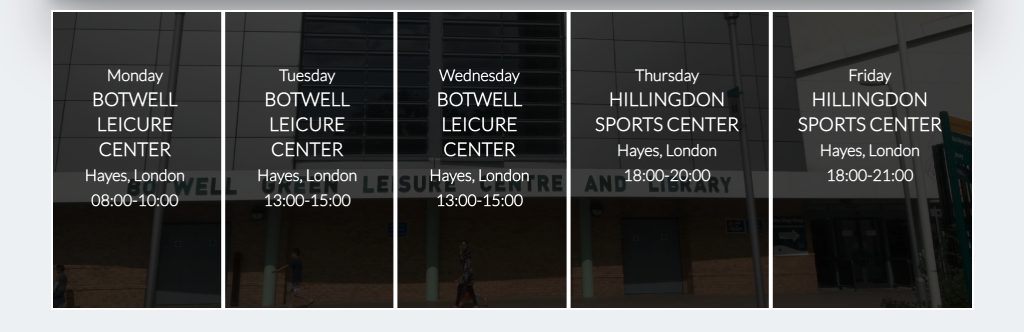 Monday
BOTWELL
LEICURE
CENTER
Hayes, London
08:00-10:00
Tuesday
BOTWELL
LEICURE
CENTER
Hayes, London
13:00-15:00
Wednesday
BOTWELL
LEICURE
CENTER
Hayes, London
13:00-15:00
Thursday
HILLINGDON
SPORTS CENTER
Hayes, London
18:00-20:00
Friday
HILLINGDON
SPORTS CENTER
Hayes, London
18:00-21:00
BOTWELL GREEN LEISURE CENTRE AND LIBRARY